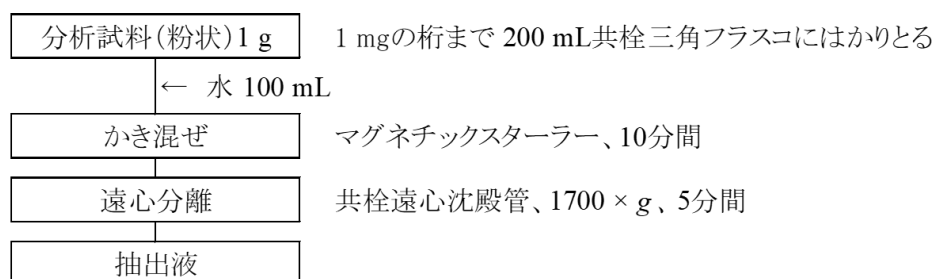 分析試料（粉状）1 g 1 mgの桁まで 200 mL共栓三角フラスコにはかりとる
← 水 100 mL
かき混ぜ マグネチックスターラー、10分間
遠心分離 共栓遠心沈殿管、1700 × g 、5分間
抽出液